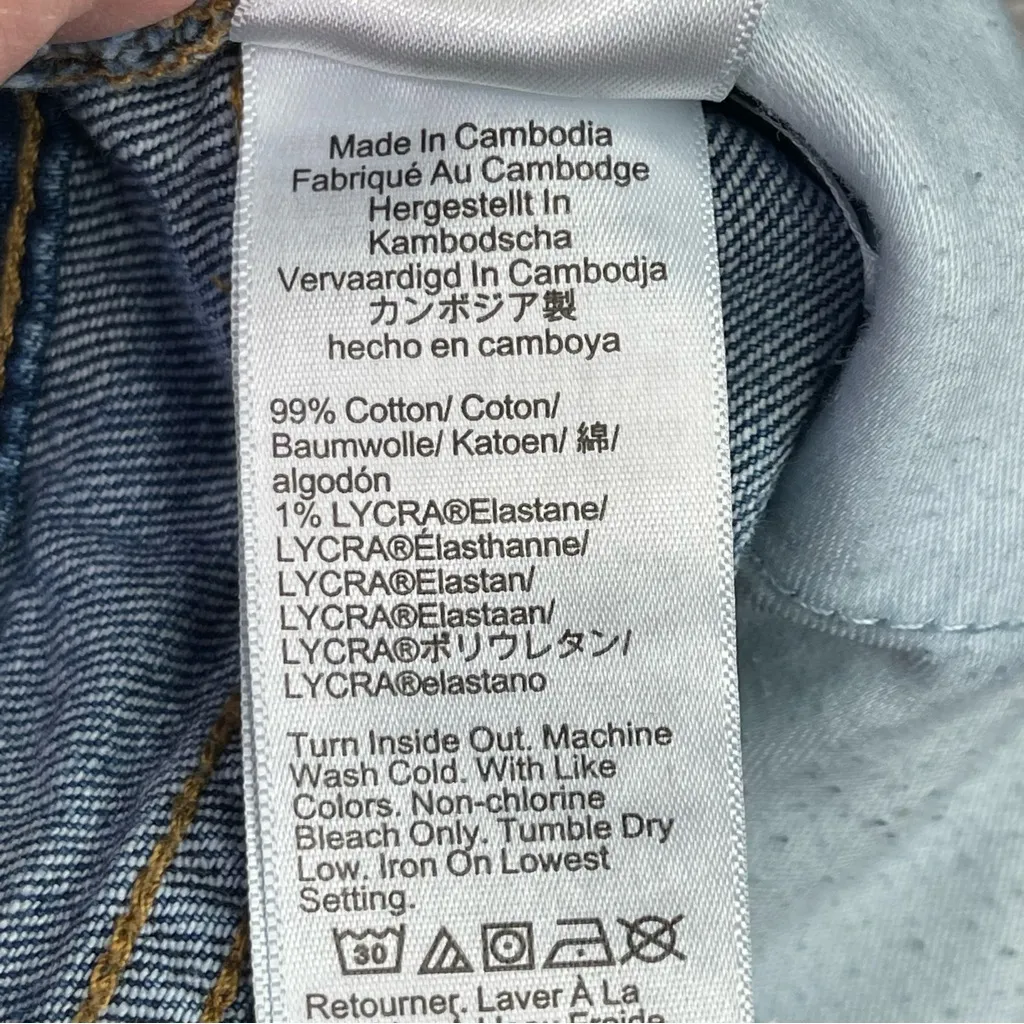 Made In Cambodia
Fabriqué Au Cambodge
Hergestellt In
Kambodscha
Vervaardigd In Cambodja
カンボジア製
hecho en camboya
99% Cotton/ Coton/
Baumwolle/ Katoen/ 綿/
algodón
1% LYCRA®Elastane/
LYCRA®Élasthanne/
LYCRA®Elastan/
LYCRA®Elastaan/
LYCRA®ポリウレタン/
LYCRA®elastano
Turn Inside Out. Machine
Wash Cold. With Like
Colors. Non-chlorine
Bleach Only. Tumble Dry
Low. Iron On Lowest
Setting.
30
Retourner. Laver À La
À L'eau Froide